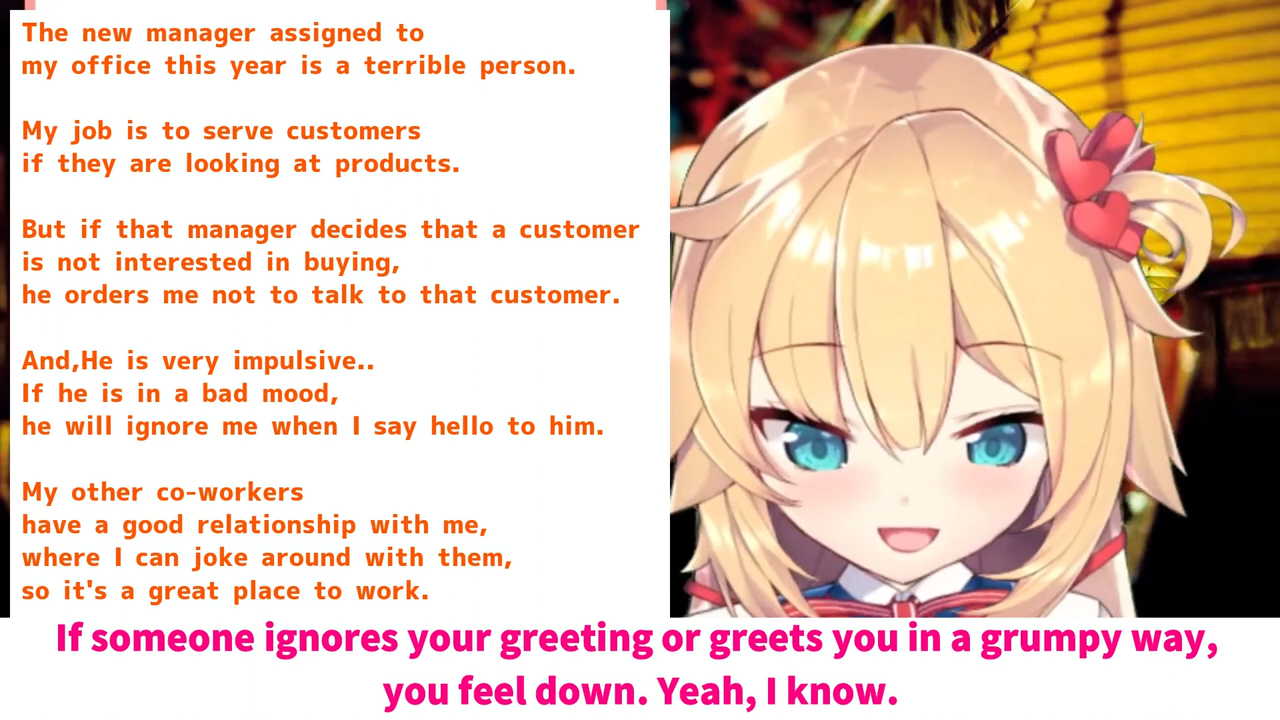 The new manager assigned to
my office this year is a terrible person.
My job is to serve customers
if they are looking at products.
But if that manager decides that a customer
is not interested in buying,
he orders me not to talk to that customer.
And,He is very impulsive..
If he is in a bad mood,
he will ignore me when I say hello to him.
My other co-workers
have a good relationship with me,
where I can joke around with them,
so it's a great place to work.
If someone ignores your greeting or greets you in a grumpy way,
you feel down. Yeah, I know.